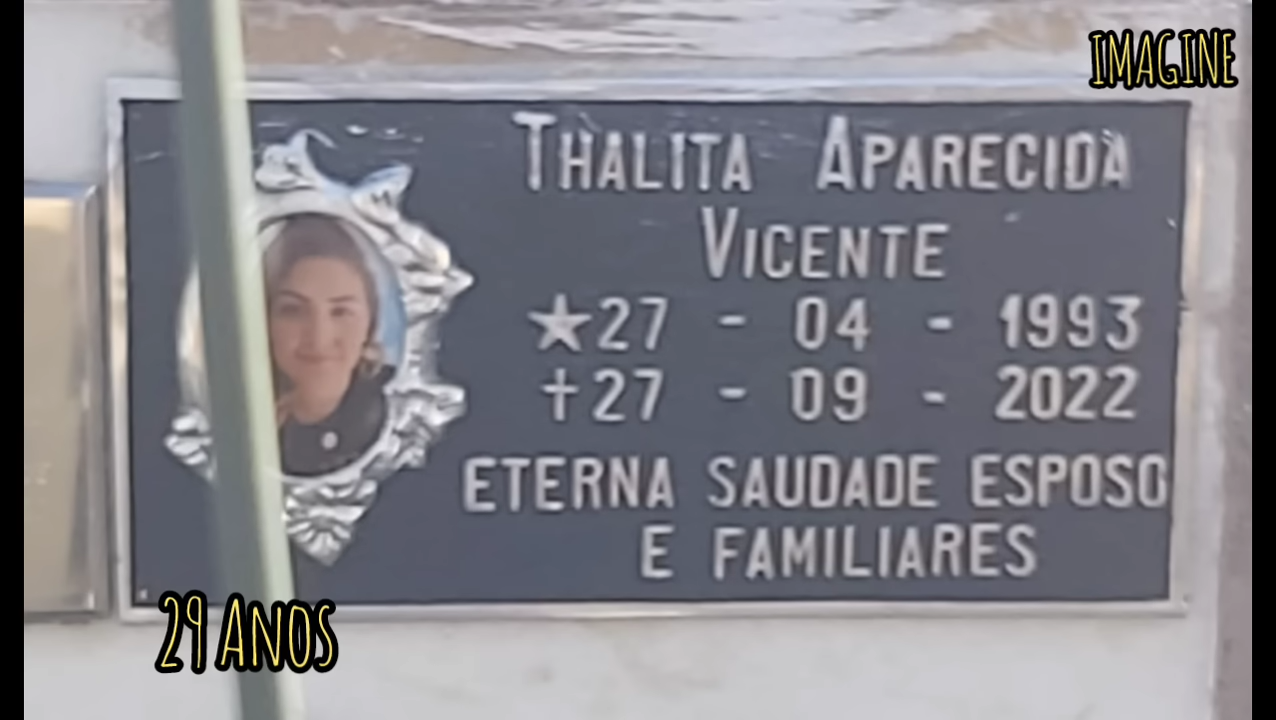 IMAGINE
THALITA APARECIDA
VICENTE
★27 - 04 - 1993
†27 - 09 - 2022
ETERNA SAUDADE ESPOSO
E FAMILIARES
29 ANOS